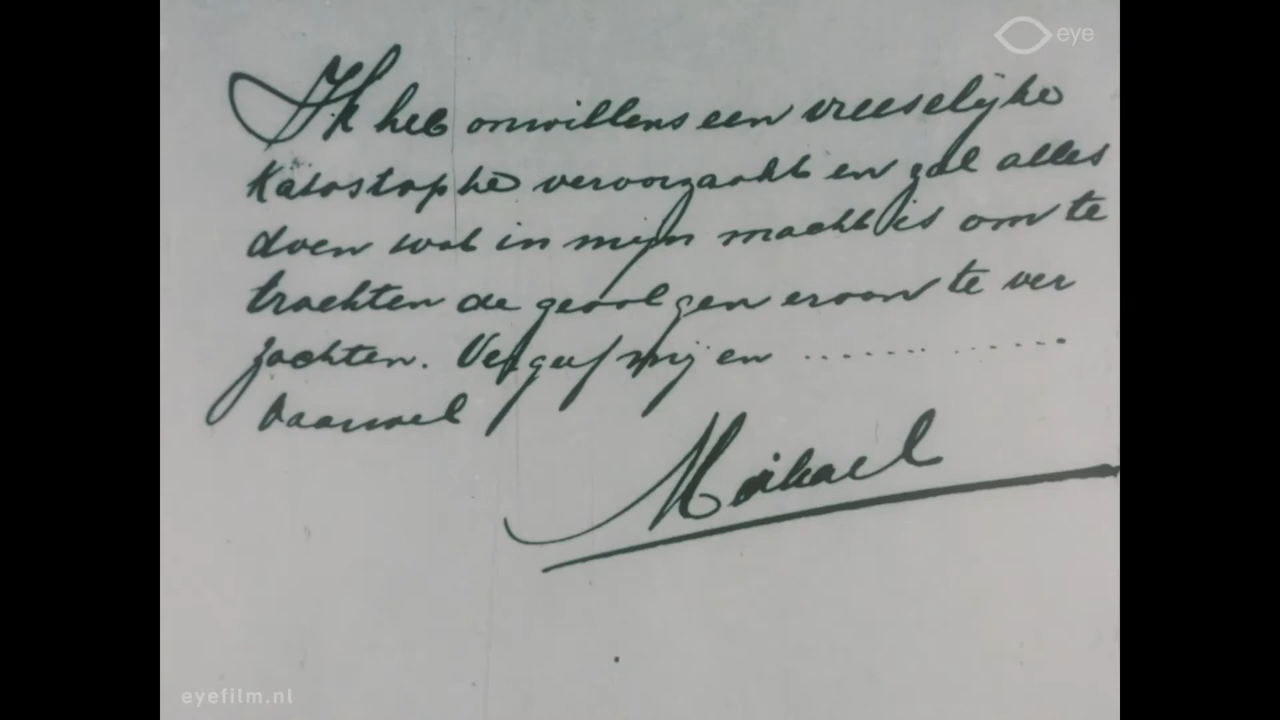 eye
Ik heb onwillens een vreeselijke
katastophe veroorzaakt en zal alles
doen wat in mijn macht is om te
trachten de gevolgen ervan te ver
zachten. Vergeef mij en ..............
vaarwel
Michael
eyefilm.nl